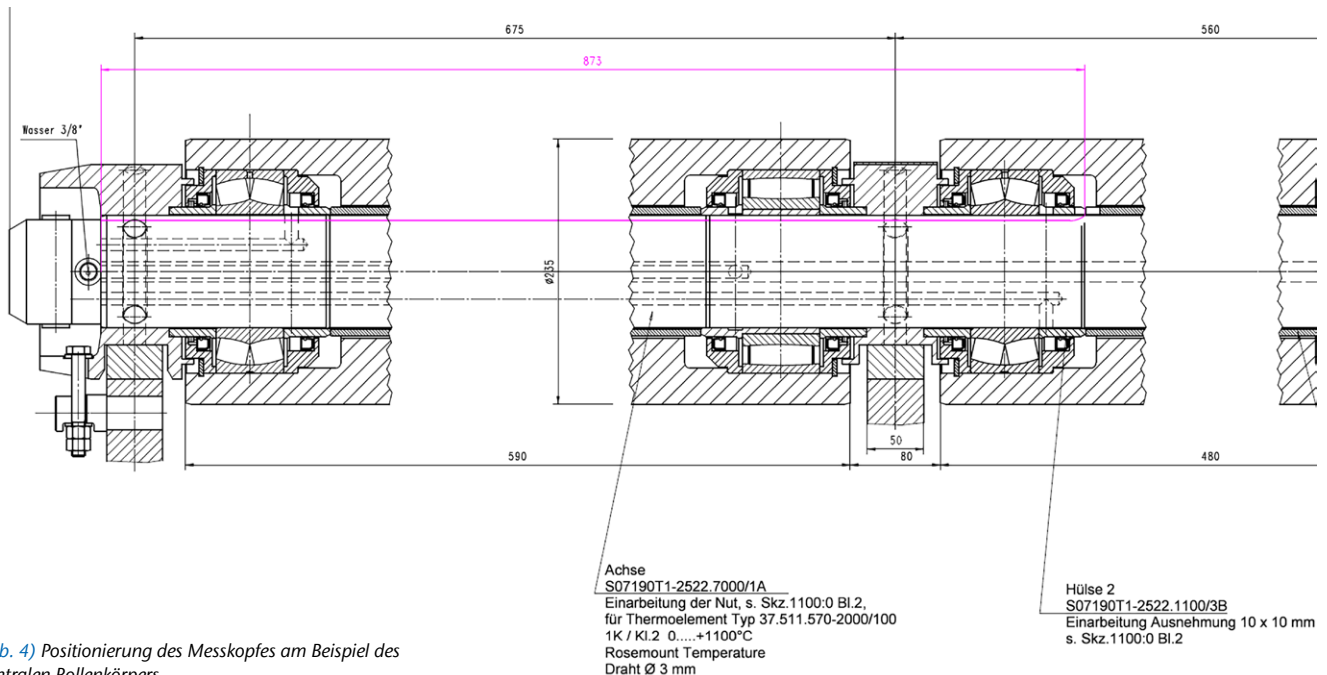 675
560
873
Wasser 3/8"
Ø235
50
590
80
480
Achse
S07190T1-2522.7000/1A
Einarbeitung der Nut, s. Skz.1100:0 Bl.2,
für Thermoelement Typ 37.511.570-2000/100
1K / Kl.2 0.....+1100°C
Rosemount Temperature
Draht Ø 3 mm
Hülse 2
S07190T1-2522.1100/3B
Einarbeitung Ausnehmung 10 x 10 mm
s. Skz.1100:0 Bl.2
b. 4) Positionierung des Messkopfes am Beispiel des